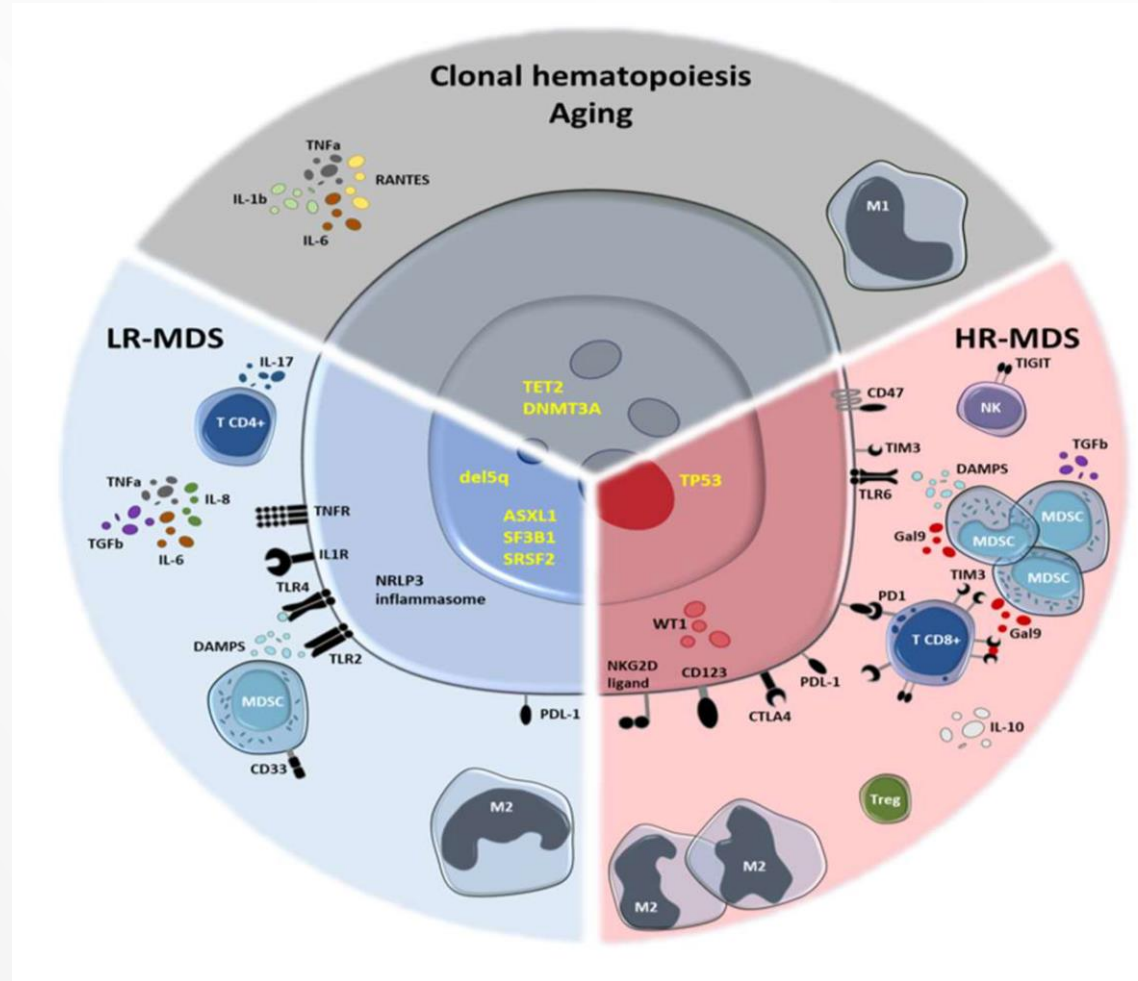 Clonal hematopoiesis
Aging
TNFa
RANTES
IL-1b
IL-6
M1
LR-MDS
IL-17
T CD4+
TNFa
IL-8
TGFb
IL-6
TNFR
IL1R
TLR4
NRLP3
inflammasome
DAMPS
TLR2
MDSC
CD33
PDL-1
M2
TET2
DNMT3A
del5q
ASXL1
SF3B1
SRSF2
TP53
HR-MDS
TIGIT
NK
CD47
TIM3
TLR6
DAMPS
TGFb
MDSC
MDSC
MDSC
Gal9
TIM3
PD1
T CD8+
Gal9
WT1
NKG2D
ligand
CD123
CTLA4
PDL-1
IL-10
Treg
M2
M2